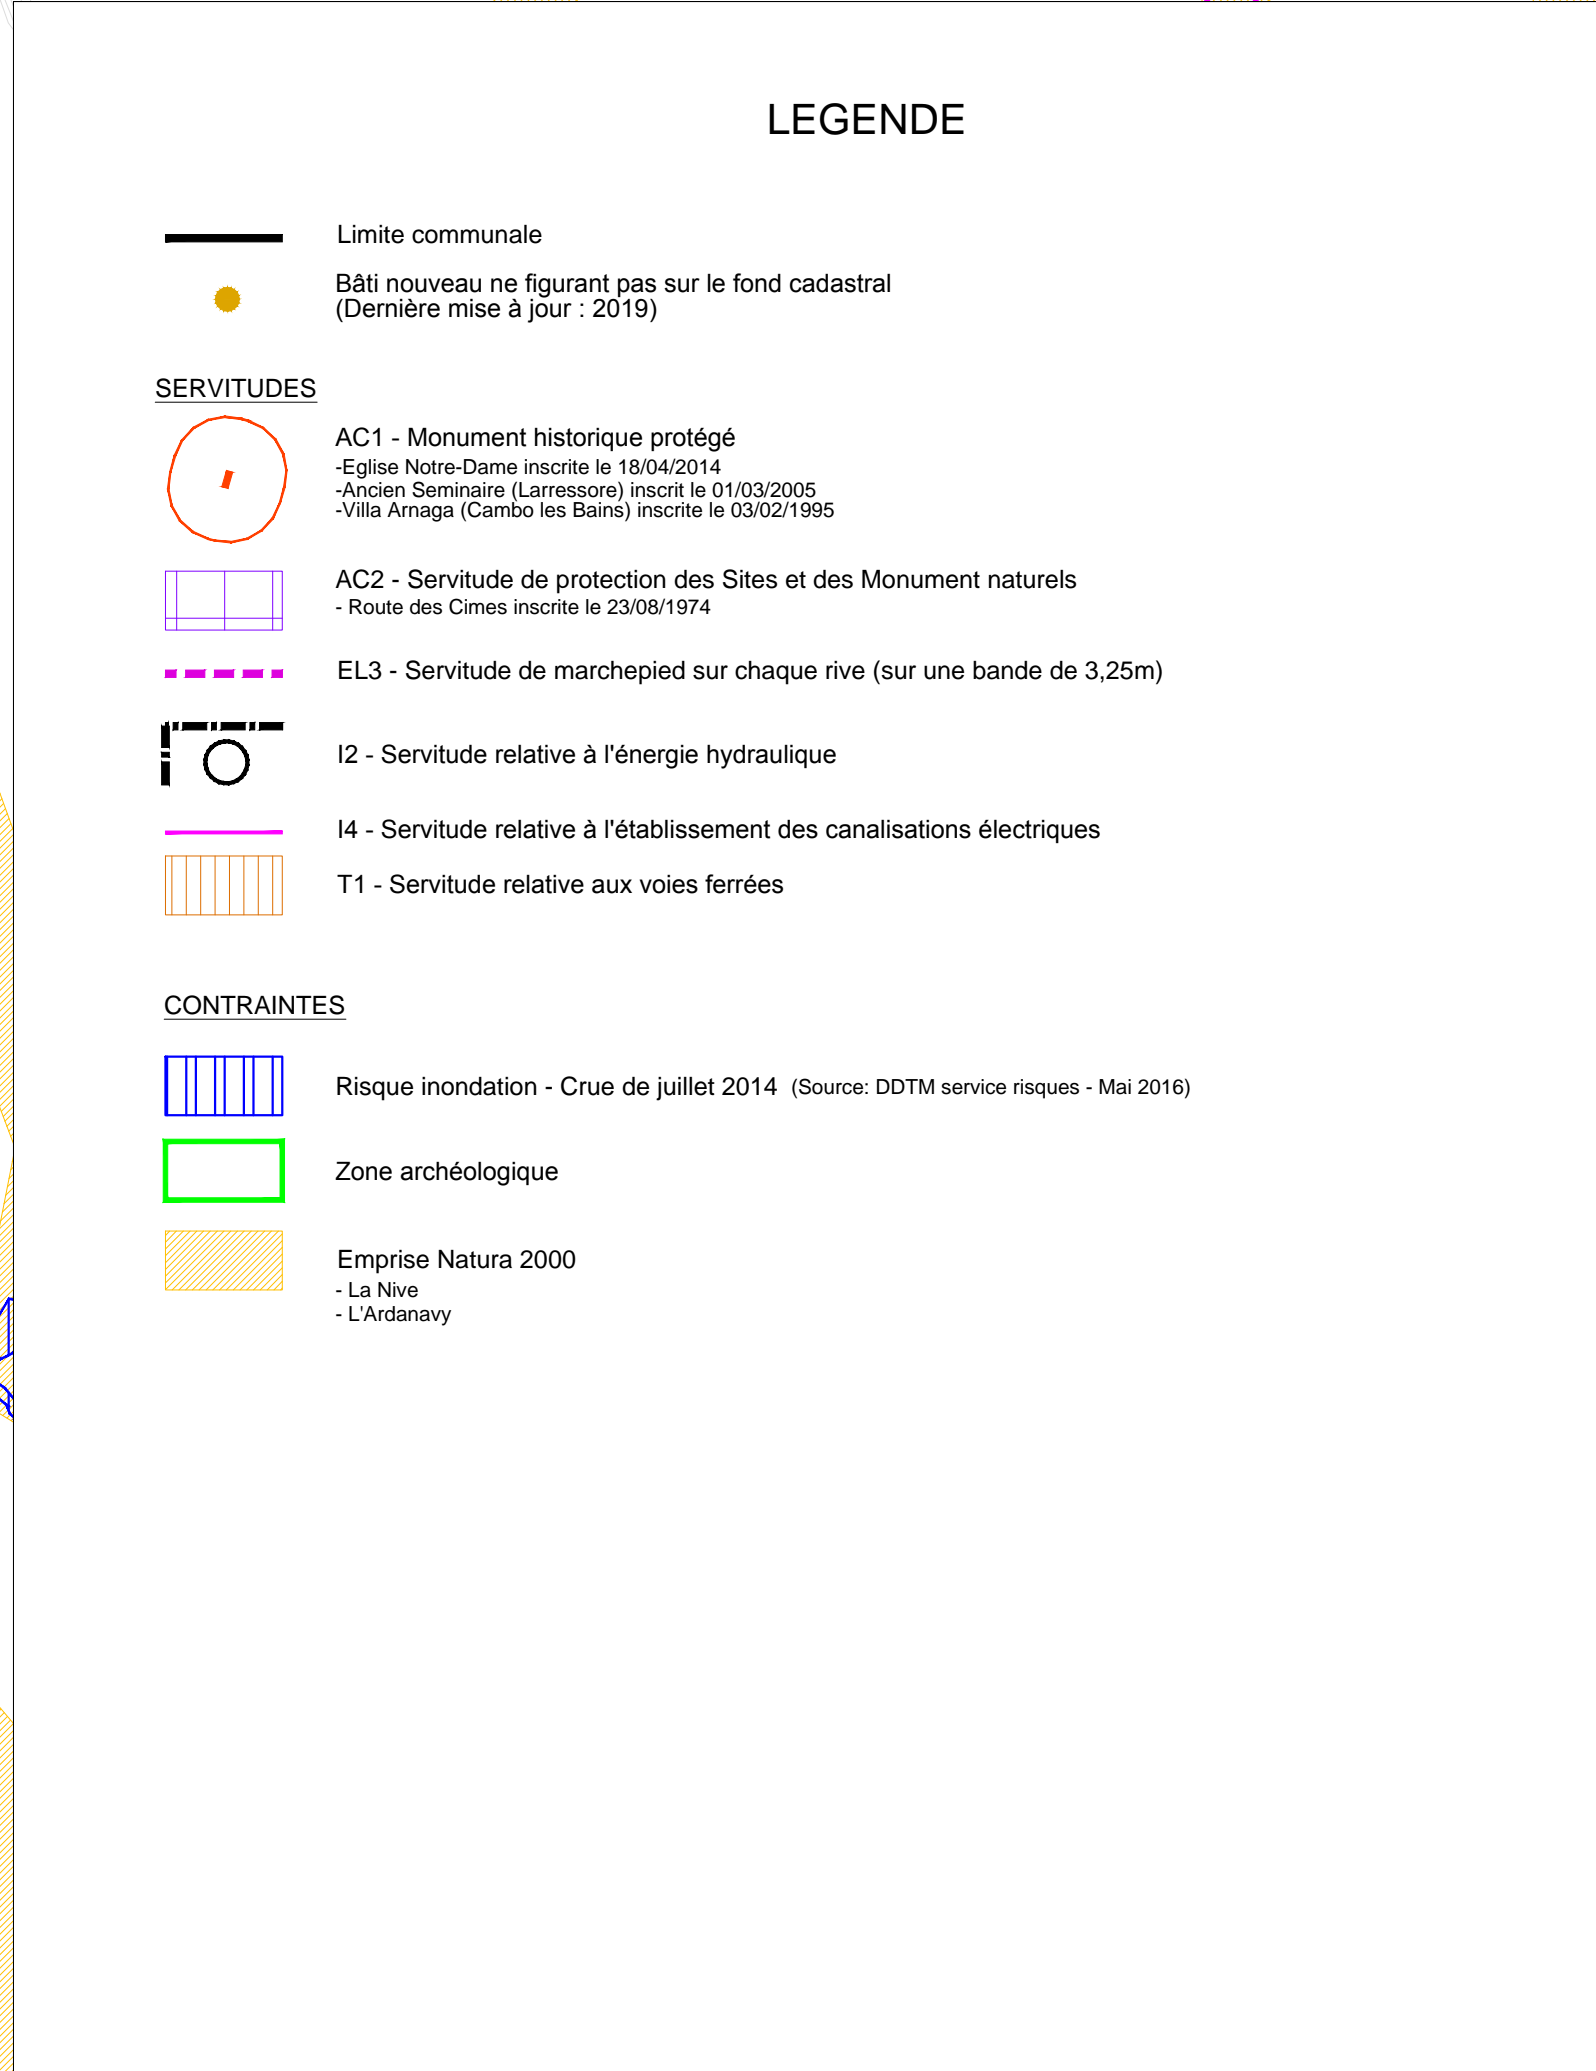 LEGENDE
Limite communale
Bâti nouveau ne figurant pas sur le fond cadastral
(Dernière mise à jour : 2019)
SERVITUDES
AC1 - Monument historique protégé
-Eglise Notre-Dame inscrite le 18/04/2014
-Ancien Seminaire (Larressore) inscrit le 01/03/2005
-Villa Arnaga (Cambo les Bains) inscrite le 03/02/1995
AC2 - Servitude de protection des Sites et des Monument naturels
- Route des Cimes inscrite le 23/08/1974
EL3 - Servitude de marchepied sur chaque rive (sur une bande de 3,25m)
I2 - Servitude relative à l'énergie hydraulique
I4 - Servitude relative à l'établissement des canalisations électriques
T1 - Servitude relative aux voies ferrées
CONTRAINTES
Risque inondation - Crue de juillet 2014 (Source: DDTM service risques - Mai 2016)
Zone archéologique
Emprise Natura 2000
- La Nive
- L'Ardanavy